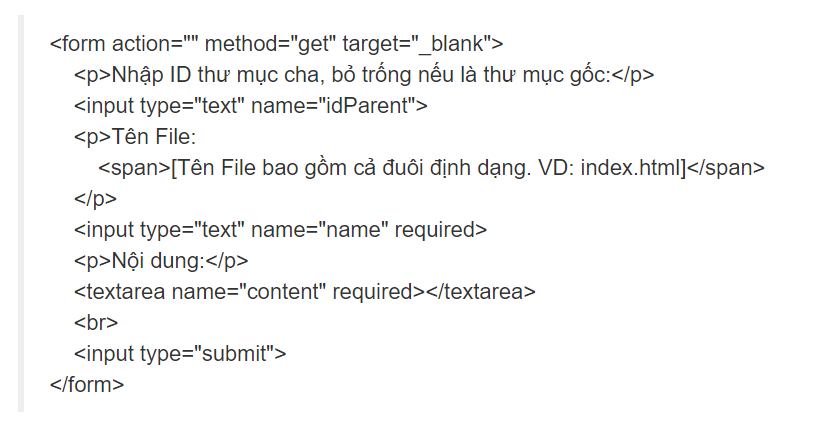 <form action="" method="get" target="_blank">
<p>Nhập ID thư mục cha, bỏ trống nếu là thư mục gốc:</p>
<input type="text" name="idParent">
<p>Tên File:
<span>[Tên File bao gồm cả đuôi định dạng. VD: index.html]</span>
</p>
<input type="text" name="name" required>
<p>Nội dung:</p>
<textarea name="content" required></textarea>
<br>
<input type="submit">
</form>